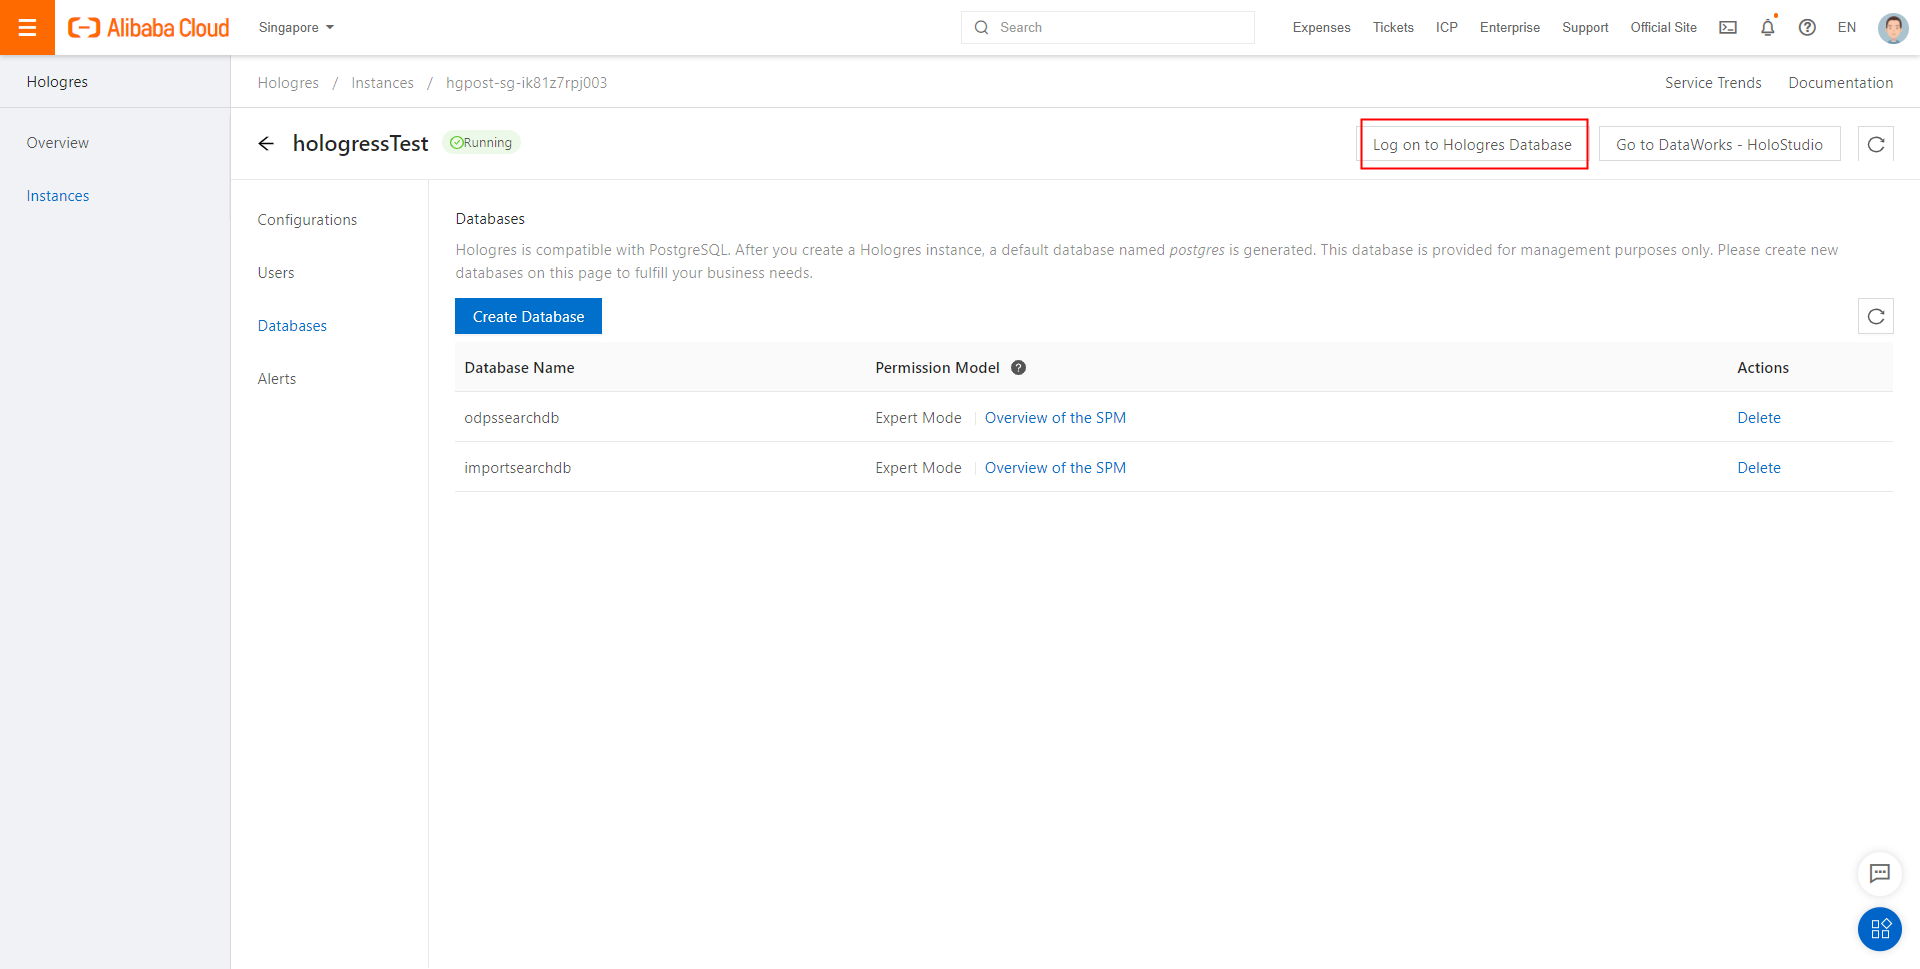 Alibaba Cloud
Singapore
Search
Expenses
Tickets
ICP
Enterprise
Support
Official Site
EN
Hologres
Overview
Instances
Hologres / Instances / hgpost-sg-ik81z7rpj003
Service Trends
Documentation
hologressTest
Running
Log on to Hologres Database
Go to DataWorks - HoloStudio
Configurations
Users
Databases
Alerts
Databases
Hologres is compatible with PostgreSQL. After you create a Hologres instance, a default database named postgres is generated. This database is provided for management purposes only. Please create new
databases on this page to fulfill your business needs.
Create Database
Database Name
Permission Model
Actions
odpssearchdb
Expert Mode
Overview of the SPM
Delete
importsearchdb
Expert Mode
Overview of the SPM
Delete